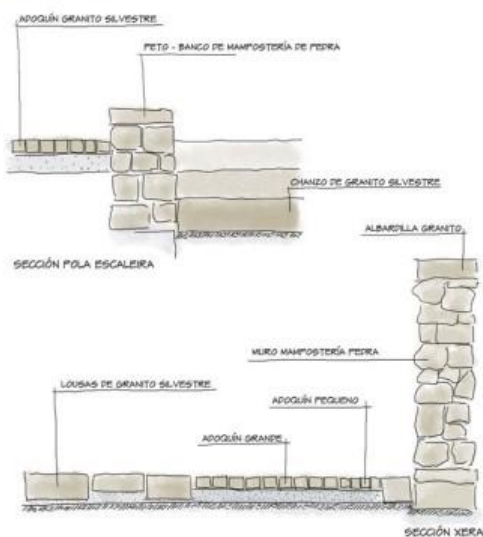 ADOQUÍN GRANITO SILVESTRE
PETO - BANCO DE MAMPOSTERÍA DE PEDRA
CHANZO DE GRANITO SILVESTRE
SECCIÓN POLA ESCALEIRA
ALBARDILLA GRANITO
MURO MAMPOSTERÍA PEDRA
LOUSAS DE GRANITO SILVESTRE
ADOQUÍN PEQUENO
ADOQUÍN GRANDE
SECCIÓN XERA